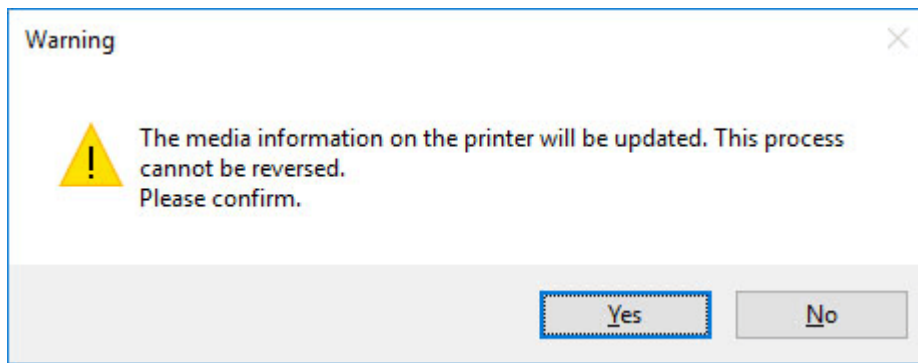 Warning
The media information on the printer will be updated. This process
cannot be reversed.
Please confirm.
Yes
No